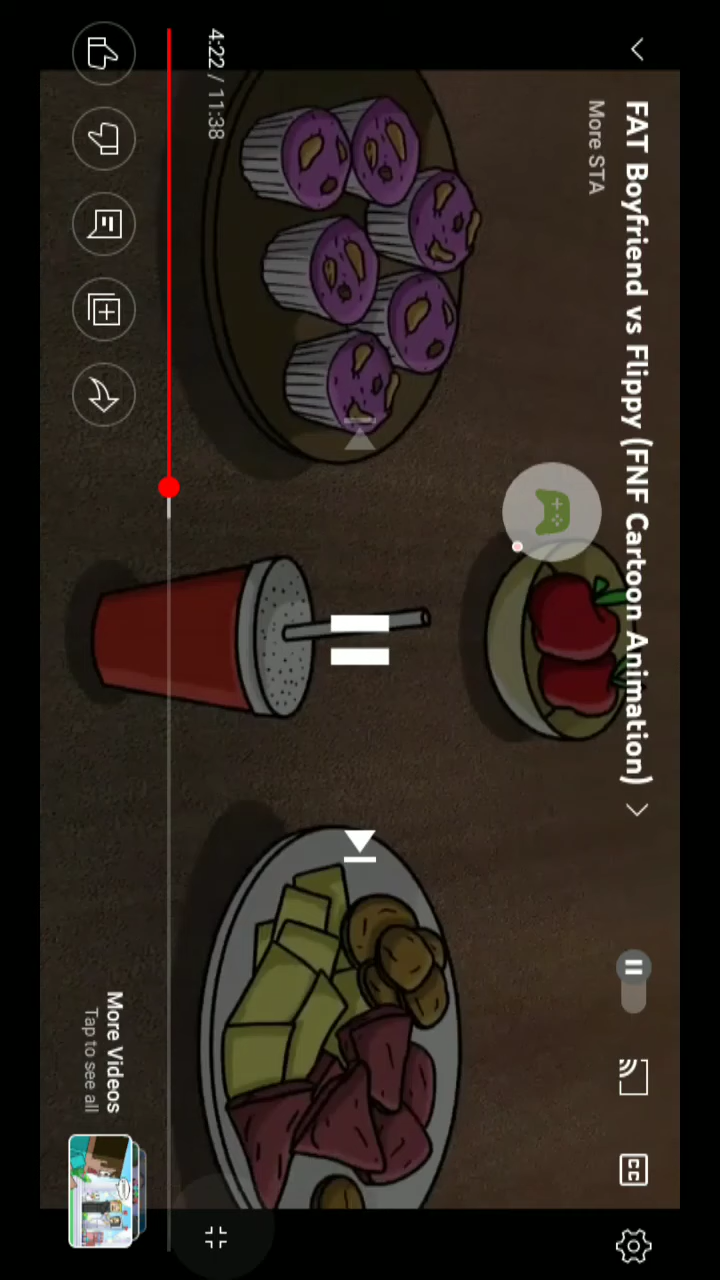 FAT Boyfriend vs Flippy (FNF Cartoon Animation)
More STA
CC
4:22 / 11:38
More Videos
Tap to see all